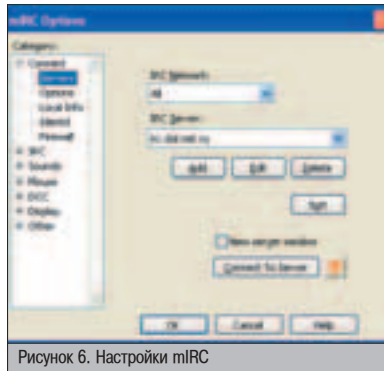 mIRC Options
Category:
Connect
Servers
Options
Local Info
Identd
Firewall
IRC
Sounds
Mouse
DCC
Display
Other
IRC Network:
All
IRC Server:
Add Edit Delete
Sort
New server window
Connect To Server
OK Cancel Help
Рисунок 6. Настройки mIRC